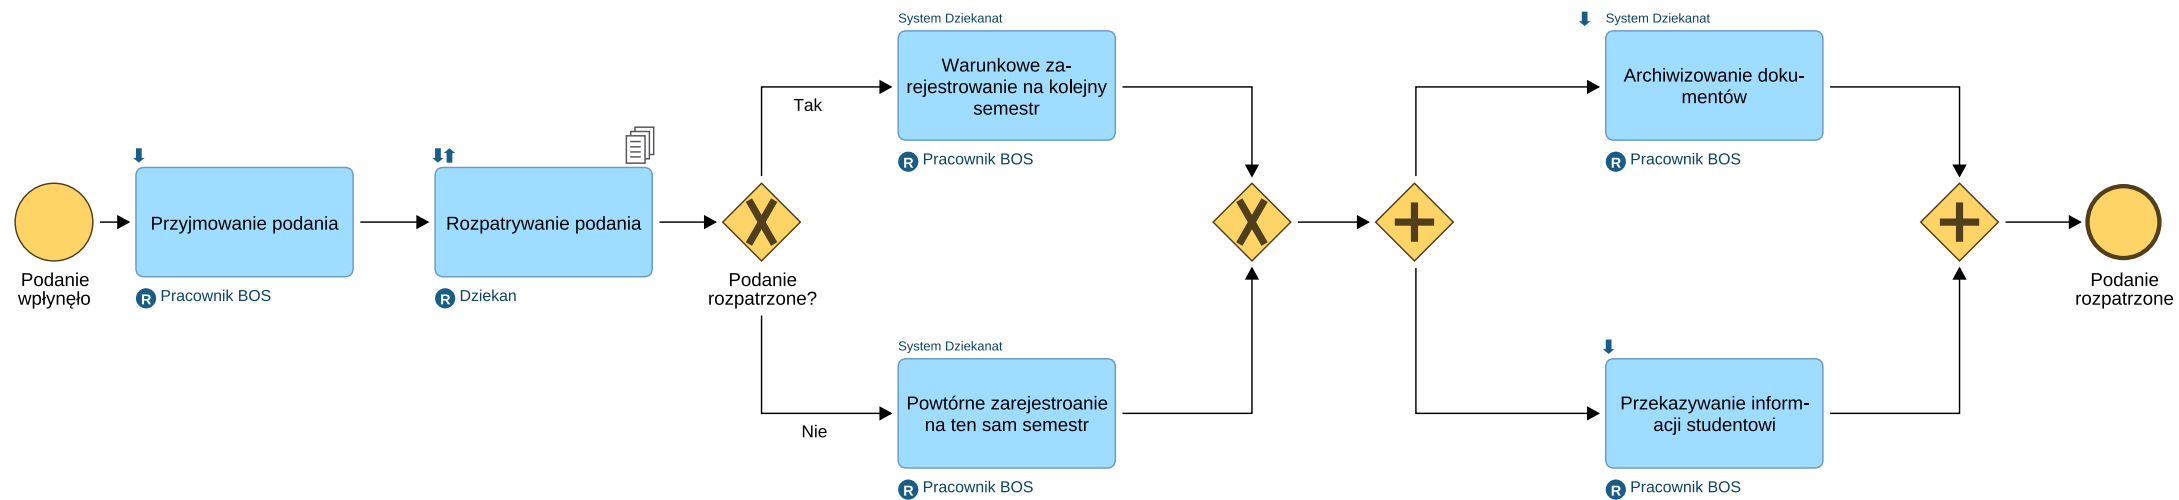 Podanie
wpłynęło
Przyjmowanie podania
R Pracownik BOS
Rozpatrywanie podania
R Dziekan
Podanie
rozpatrzone?
Tak
Nie
System Dziekanat
Warunkowe za-
rejestrowanie na kolejny
semestr
R Pracownik BOS
System Dziekanat
Powtórne zarejestroanie
na ten sam semestr
R Pracownik BOS
System Dziekanat
Archiwizowanie doku-
mentów
R Pracownik BOS
Przekazywanie inform-
acji studentowi
R Pracownik BOS
Podanie
rozpatrzone